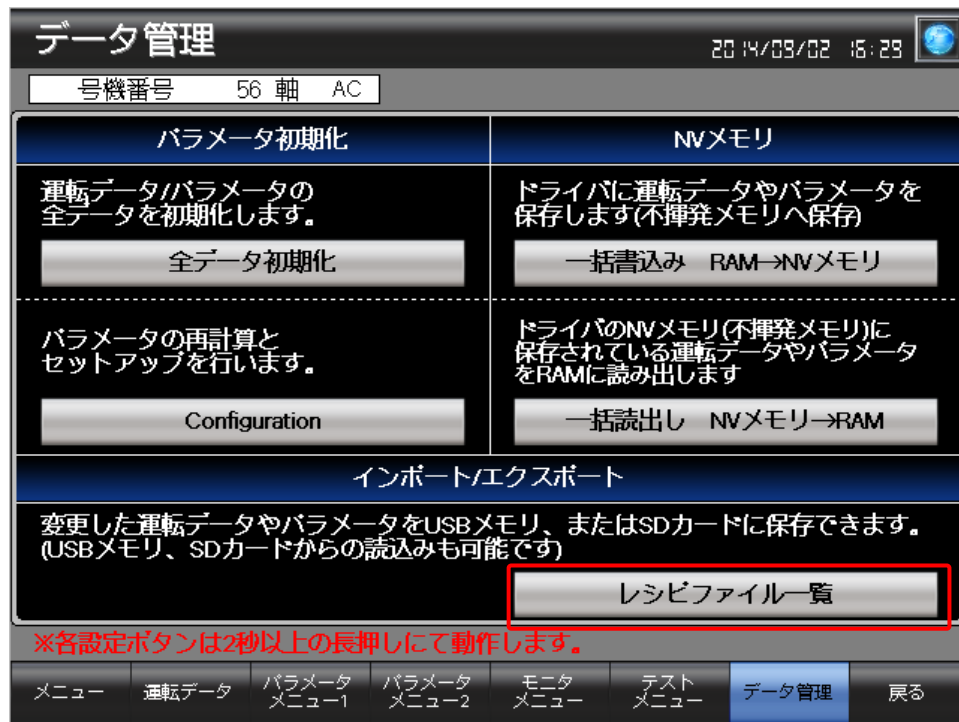 データ管理
2014/09/02 16:29
号機番号 56 軸 AC
パラメータ初期化
運転データ/パラメータの
全データを初期化します。
全データ初期化
パラメータの再計算と
セットアップを行います。
Configuration
NVメモリ
ドライバに運転データやパラメータを
保存します(不揮発メモリへ保存)
一括書込み RAM→NVメモリ
ドライバのNVメモリ(不揮発メモリ)に
保存されている運転データやパラメータ
をRAMに読み出します
一括読出し NVメモリ→RAM
インポート/エクスポート
変更した運転データやパラメータをUSBメモリ、またはSDカードに保存できます。
(USBメモリ、SDカードからの読込みも可能です)
レシピファイル一覧
※各設定ボタンは2秒以上の長押しにて動作します。
メニュー
運転データ
パラメータ
メニュー1
パラメータ
メニュー2
モニタ
メニュー
テスト
メニュー
データ管理
戻る